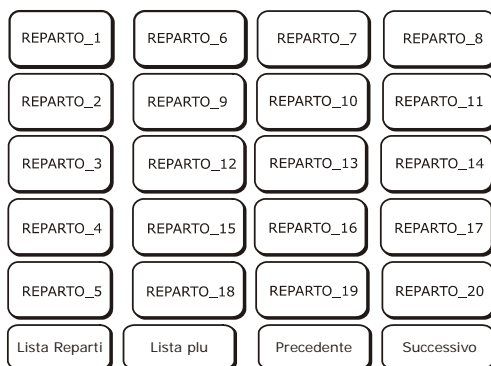 REPARTO_1 REPARTO_6 REPARTO_7 REPARTO_8
REPARTO_2 REPARTO_9 REPARTO_10 REPARTO_11
REPARTO_3 REPARTO_12 REPARTO_13 REPARTO_14
REPARTO_4 REPARTO_15 REPARTO_16 REPARTO_17
REPARTO_5 REPARTO_18 REPARTO_19 REPARTO_20
Lista Reparti Lista plu Precedente Successivo